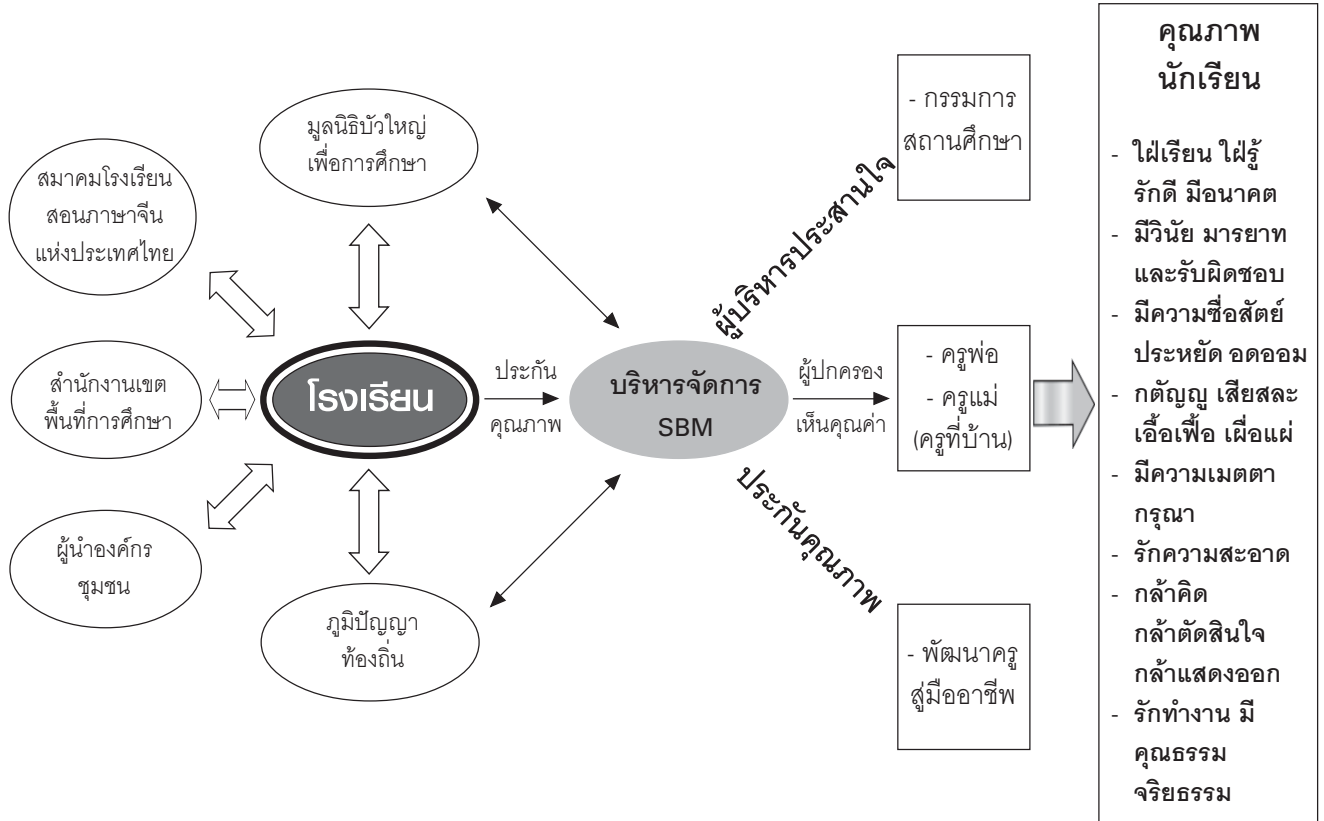 สมาคมโรงเรียน
สอนภาษาจีน
แห่งประเทศไทย
มูลนิธิบัวใหญ่
เพื่อการศึกษา
สำนักงานเขต
พื้นที่การศึกษา
โรงเรียน
ผู้นำองค์กร
ชุมชน
ภูมิปัญญา
ท้องถิ่น
ประกัน
คุณภาพ
บริหารจัดการ
SBM
ผู้บริหารประสานใจ
ผู้ปกครอง
เห็นคุณค่า
ประกันคุณภาพ
- กรรมการ
สถานศึกษา
- ครูพ่อ
- ครูแม่
(ครูที่บ้าน)
- พัฒนาครู
สู่มืออาชีพ
คุณภาพ
นักเรียน
- ใฝ่เรียน ใฝ่รู้
รักดี มีอนาคต
- มีวินัย มารยาท
และรับผิดชอบ
- มีความซื่อสัตย์
ประหยัด อดออม
- กตัญญู เสียสละ
เอื้อเฟื้อ เผื่อแผ่
- มีความเมตตา
กรุณา
- รักความสะอาด
- กล้าคิด
กล้าตัดสินใจ
กล้าแสดงออก
- รักทำงาน มี
คุณธรรม
จริยธรรม